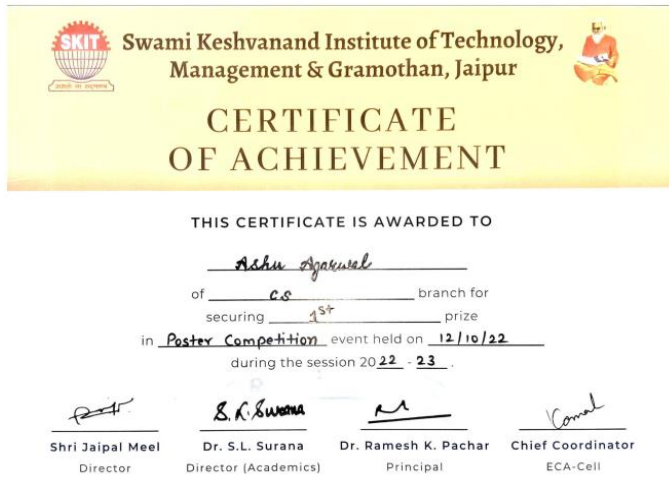 SKIT
Swami Keshvanand Institute of Technology,
Management & Gramothan, Jaipur
CERTIFICATE
OF ACHIEVEMENT
THIS CERTIFICATE IS AWARDED TO
Ashu Agarwal
of CS branch for
securing 1st prize
in Poster Competition event held on 12/10/22
during the session 2022 - 23.
S. L. Surana
Komal
Shri Jaipal Meel Dr. S.L. Surana Dr. Ramesh K. Pachar Chief Coordinator
Director Director (Academics) Principal ECA-Cell